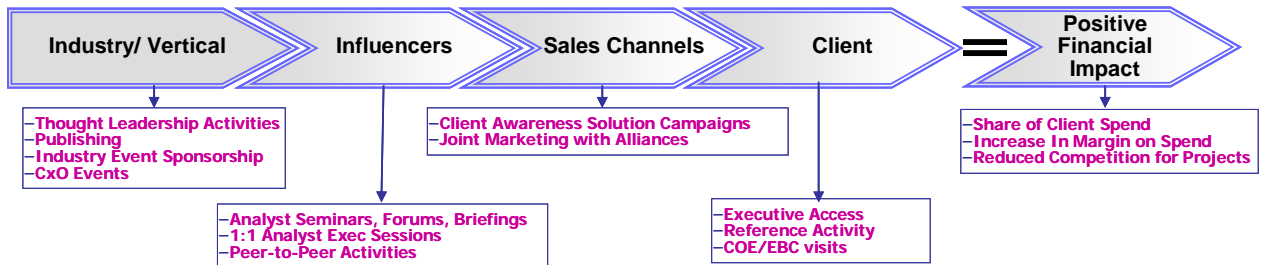 Industry/ Vertical
Influencers
Sales Channels
Client
=
Positive
Financial
Impact
–Thought Leadership Activities
–Publishing
–Industry Event Sponsorship
–CxO Events
–Analyst Seminars, Forums, Briefings
–1:1 Analyst Exec Sessions
–Peer-to-Peer Activities
–Client Awareness Solution Campaigns
–Joint Marketing with Alliances
–Executive Access
–Reference Activity
–COE/EBC visits
–Share of Client Spend
–Increase In Margin on Spend
–Reduced Competition for Projects